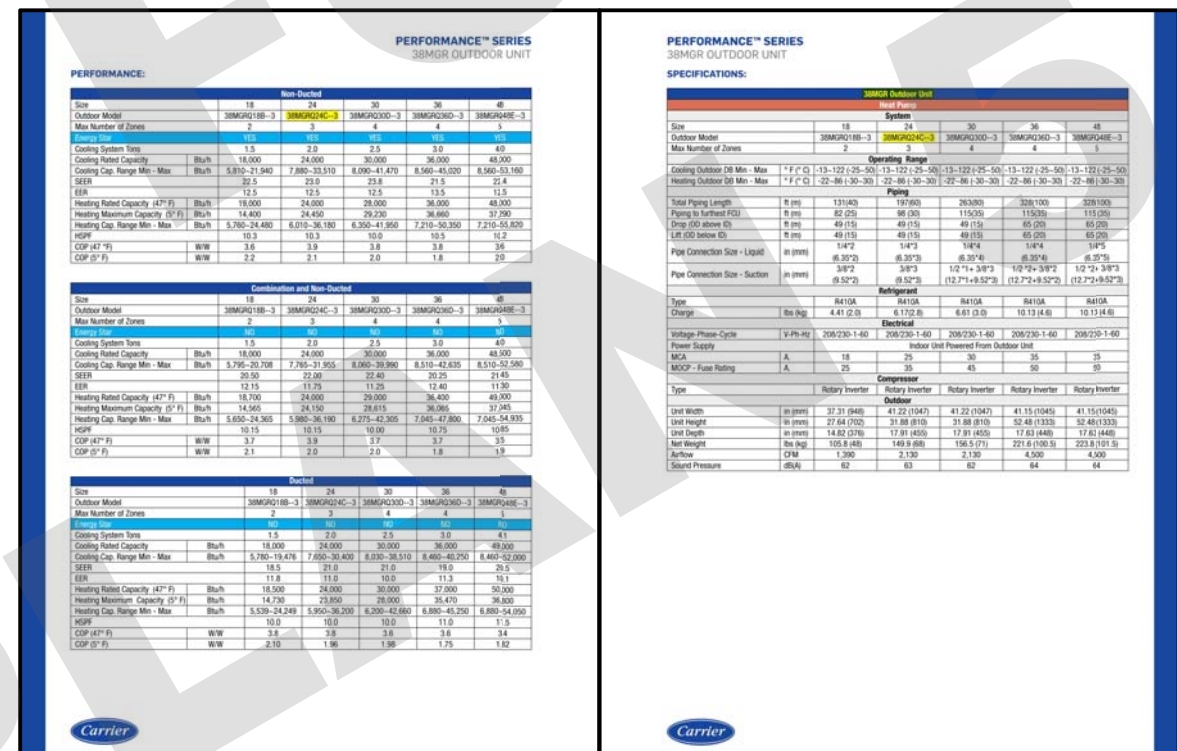 PERFORMANCE™ SERIES
38MGR OUTDOOR UNIT
PERFORMANCE:
Non-Ducted
Size 18 24 30 36 48
Outdoor Model 38MGRQ18B--3 38MGRQ24C--3 38MGRQ30D--3 38MGRQ36D--3 38MGRQ48E--3
Max Number of Zones 2 3 4 4 5
Energy Star YES YES YES YES YES
Cooling System Tons 1.5 2.0 2.5 3.0 4.0
Cooling Rated Capacity Btu/h 18,000 24,000 30,000 36,000 48,000
Cooling Cap. Range Min - Max Btu/h 5,810~21,940 7,880~33,510 8,090~41,470 8,560~45,020 8,560~53,160
SEER 22.5 23.0 23.8 21.5 21.4
EER 12.5 12.5 12.5 13.5
Heating Rated Capacity (47° F) Btu/h 19,000 24,000 28,000 36,000 48,000
Heating Maximum Capacity (5° F) Btu/h 14,400 24,450 29,230 36,660 37,290
Heating Cap. Range Min - Max Btu/h 5,760~24,480 6,010~36,180 6,350~41,950 7,210~50,350 7,210~55,820
HSPF 10.3 10.3 10.0 10.5
COP (47 °F) W/W 3.6 3.9 3.8 3.8 3.6
COP (5° F) W/W 2.2 2.1 2.0 1.8 2.0
Combination and Non-Ducted
Size 18 24 30 36 48
Outdoor Model 38MGRQ18B--3 38MGRQ24C--3 38MGRQ30D--3 38MGRQ36D--3 38MGRQ48E--3
Max Number of Zones 2 3 4 4 5
Energy Star NO NO NO NO NO
Cooling System Tons 1.5 2.0 2.5 3.0 4.0
Cooling Rated Capacity Btu/h 18,000 24,000 30,000 36,000 48,500
Cooling Cap. Range Min - Max Btu/h 5,795~20,708 7,765~31,955 8,060~39,990 8,510~42,635 8,510~52,580
SEER 20.50 22.00 22.40 20.25 21.45
EER 12.15 11.75 11.25 12.40 11.30
Heating Rated Capacity (47° F) Btu/h 18,700 24,000 29,000 36,400 49,000
Heating Maximum Capacity (5° F) Btu/h 14,565 24,150 28,615 36,065 37,045
Heating Cap. Range Min - Max Btu/h 5,650~24,365 5,980~36,190 6,275~42,305 7,045~47,800 7,045~54,935
HSPF 10.15 10.15 10.00 10.75 10.85
COP (47° F) W/W 3.7 3.9 3.7 3.7 3.5
COP (5° F) W/W 2.1 2.0 2.0 1.8 1.9
Ducted
Size 18 24 30 36 48
Outdoor Model 38MGRQ18B--3 38MGRQ24C--3 38MGRQ30D--3 38MGRQ36D--3 38MGRQ48E--3
Max Number of Zones 2 3 4 4 5
Energy Star NO NO NO NO NO
Cooling System Tons 1.5 2.0 2.5 3.0 4.1
Cooling Rated Capacity Btu/h 18,000 24,000 30,000 36,000 49,000
Cooling Cap. Range Min - Max Btu/h 5,780~19,476 7,650~30,400 8,030~38,510 8,460~40,250 8,460~52,000
SEER 18.5 21.0 21.0 19.0 20.5
EER 11.8 11.0 10.0 11.3 10.1
Heating Rated Capacity (47° F) Btu/h 18,500 24,000 30,000 37,000 50,000
Heating Maximum Capacity (5° F) Btu/h 14,730 23,850 28,000 35,470 36,800
Heating Cap. Range Min - Max Btu/h 5,539~24,249 5,950~36,200 6,200~42,660 6,880~45,250 6,880~54,050
HSPF 10.0 10.0 10.0 11.0 11.5
COP (47° F) W/W 3.8 3.8 3.6 3.6 3.4
COP (5° F) W/W 2.10 1.96 1.98 1.75 1.82
Carrier
PERFORMANCE™ SERIES
38MGR OUTDOOR UNIT
SPECIFICATIONS:
38MGR Outdoor Unit
Heat Pump
System
Size 18 24 30 36 48
Outdoor Model 38MGRQ18B--3 38MGRQ24C--3 38MGRQ30D--3 38MGRQ36D--3 38MGRQ48E--3
Max Number of Zones 2 3 4 4 5
Operating Range
Cooling Outdoor DB Min - Max ° F (° C) -13~122 (-25~50) -13~122 (-25~50) -13~122 (-25~50) -13~122 (-25~50) -13~122 (-25~50)
Heating Outdoor DB Min - Max ° F (° C) -22~86 (-30~30) -22~86 (-30~30) -22~86 (-30~30) -22~86 (-30~30) -22~86 (-30~30)
Piping
Total Piping Length ft (m) 131(40) 197(60) 263(80) 328(100) 328(100)
Piping to furthest FCU ft (m) 82 (25) 98 (30) 115(35) 115(35) 115 (35)
Drop (OD above ID) ft (m) 49 (15) 49 (15) 49 (15) 65 (20) 65 (20)
Lift (OD below ID) ft (m) 49 (15) 49 (15) 49 (15) 65 (20) 65 (20)
Pipe Connection Size - Liquid in (mm) 1/4*2 1/4*3 1/4*4 1/4*4 1/4*5
(6.35*2) (6.35*3) (6.35*4) (6.35*4) (6.35*5)
Pipe Connection Size - Suction in (mm) 3/8*2 3/8*3 1/2 *1+ 3/8*3 1/2 *2+ 3/8*2 1/2 *2+ 3/8*3
(9.52*2) (9.52*3) (12.7*1+9.52*3) (12.7*2+9.52*2) (12.7*2+9.52*3)
Refrigerant
Type R410A R410A R410A R410A R410A
Charge lbs (kg) 4.41 (2.0) 6.17(2.8) 6.61 (3.0) 10.13 (4.6) 10.13 (4.6)
Electrical
Voltage-Phase-Cycle V-Ph-Hz 208/230-1-60 208/230-1-60 208/230-1-60 208/230-1-60 208/230-1-60
Power Supply Indoor Unit Powered From Outdoor Unit
MCA A. 18 25 30 35 35
MOCP - Fuse Rating A. 25 35 45 50 50
Compressor
Type Rotary Inverter Rotary Inverter Rotary Inverter Rotary Inverter Rotary Inverter
Outdoor
Unit Width in (mm) 37.31 (948) 41.22 (1047) 41.22 (1047) 41.15 (1045) 41.15(1045)
Unit Height in (mm) 27.64 (702) 31.88 (810) 31.88 (810) 52.48 (1333) 52.48(1333)
Unit Depth in (mm) 14.82 (376) 17.91 (455) 17.91 (455) 17.63 (448) 17.63 (448)
Net Weight lbs (kg) 105.8 (48) 149.9 (68) 156.5 (71) 221.6 (100.5) 223.8 (101.5)
Airflow CFM 1,390 2,130 2,130 4,500 4,500
Sound Pressure dB(A) 62 63 62 64 64
Carrier